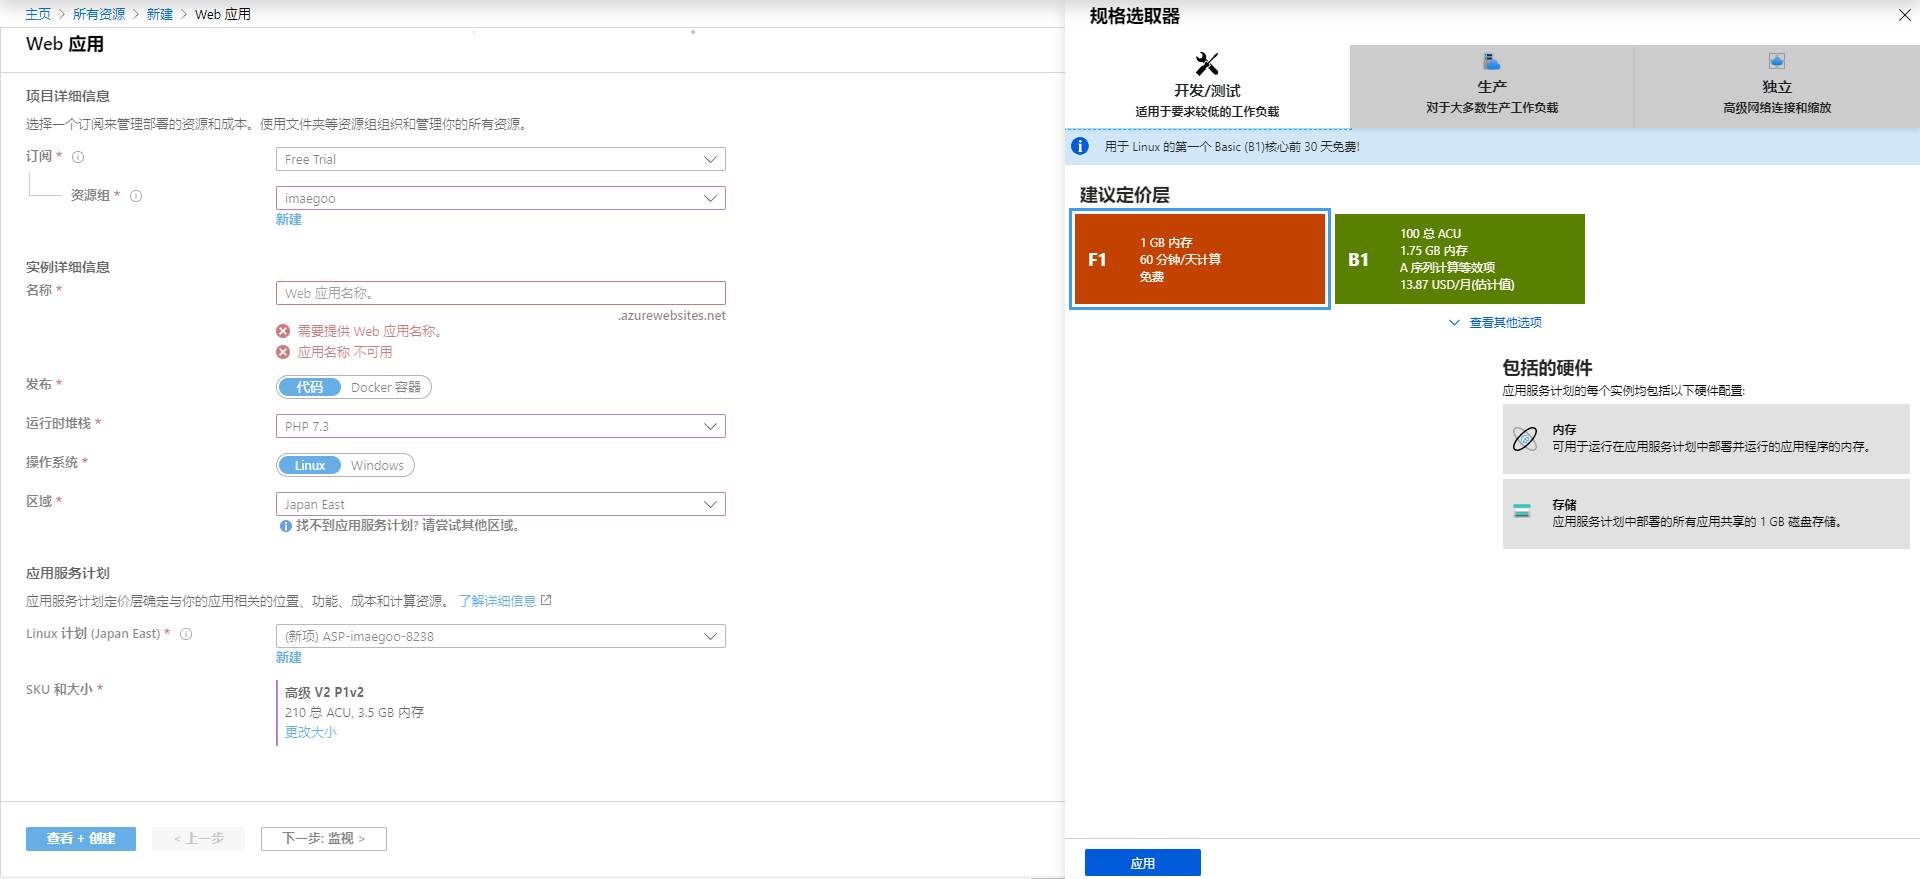 主页 > 所有资源 > 新建 > Web 应用
Web 应用
项目详细信息
选择一个订阅来管理部署的资源和成本。使用文件夹等资源组组织和管理你的所有资源。
订阅 *
Free Trial
资源组 *
imaegoo
新建
实例详细信息
名称 *
Web 应用名称。
.azurewebsites.net
需要提供 Web 应用名称。
应用名称 不可用
发布 *
代码 Docker 容器
运行时堆栈 *
PHP 7.3
操作系统 *
Linux Windows
区域 *
Japan East
找不到应用服务计划? 请尝试其他区域。
应用服务计划
应用服务计划定价层确定与你的应用相关的位置、功能、成本和计算资源。 了解详细信息
Linux 计划 (Japan East) *
(新项) ASP-imaegoo-8238
新建
SKU 和大小 *
高级 V2 P1v2
210 总 ACU, 3.5 GB 内存
更改大小
查看 + 创建
< 上一步
下一步: 监视 >
规格选取器
开发/测试
适用于要求较低的工作负载
生产
对于大多数生产工作负载
独立
高级网络连接和缩放
用于 Linux 的第一个 Basic (B1)核心前 30 天免费!
建议定价层
F1
1 GB 内存
60 分钟/天计算
免费
B1
100 总 ACU
1.75 GB 内存
A 序列计算等效项
13.87 USD/月(估计值)
查看其他选项
包括的硬件
应用服务计划的每个实例均包括以下硬件配置:
内存
可用于运行在应用服务计划中部署并运行的应用程序的内存。
存储
应用服务计划中部署的所有应用共享的 1 GB 磁盘存储。
应用